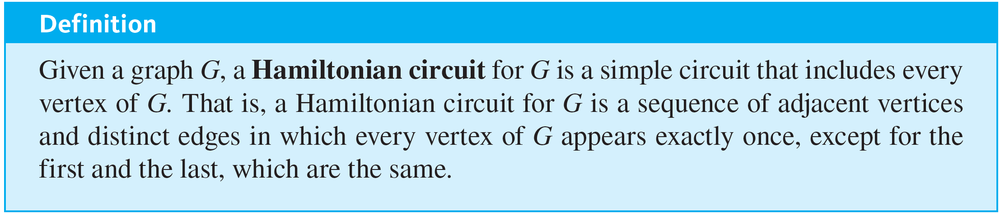 Definition
Given a graph G, a Hamiltonian circuit for G is a simple circuit that includes every
vertex of G. That is, a Hamiltonian circuit for G is a sequence of adjacent vertices
and distinct edges in which every vertex of G appears exactly once, except for the
first and the last, which are the same.